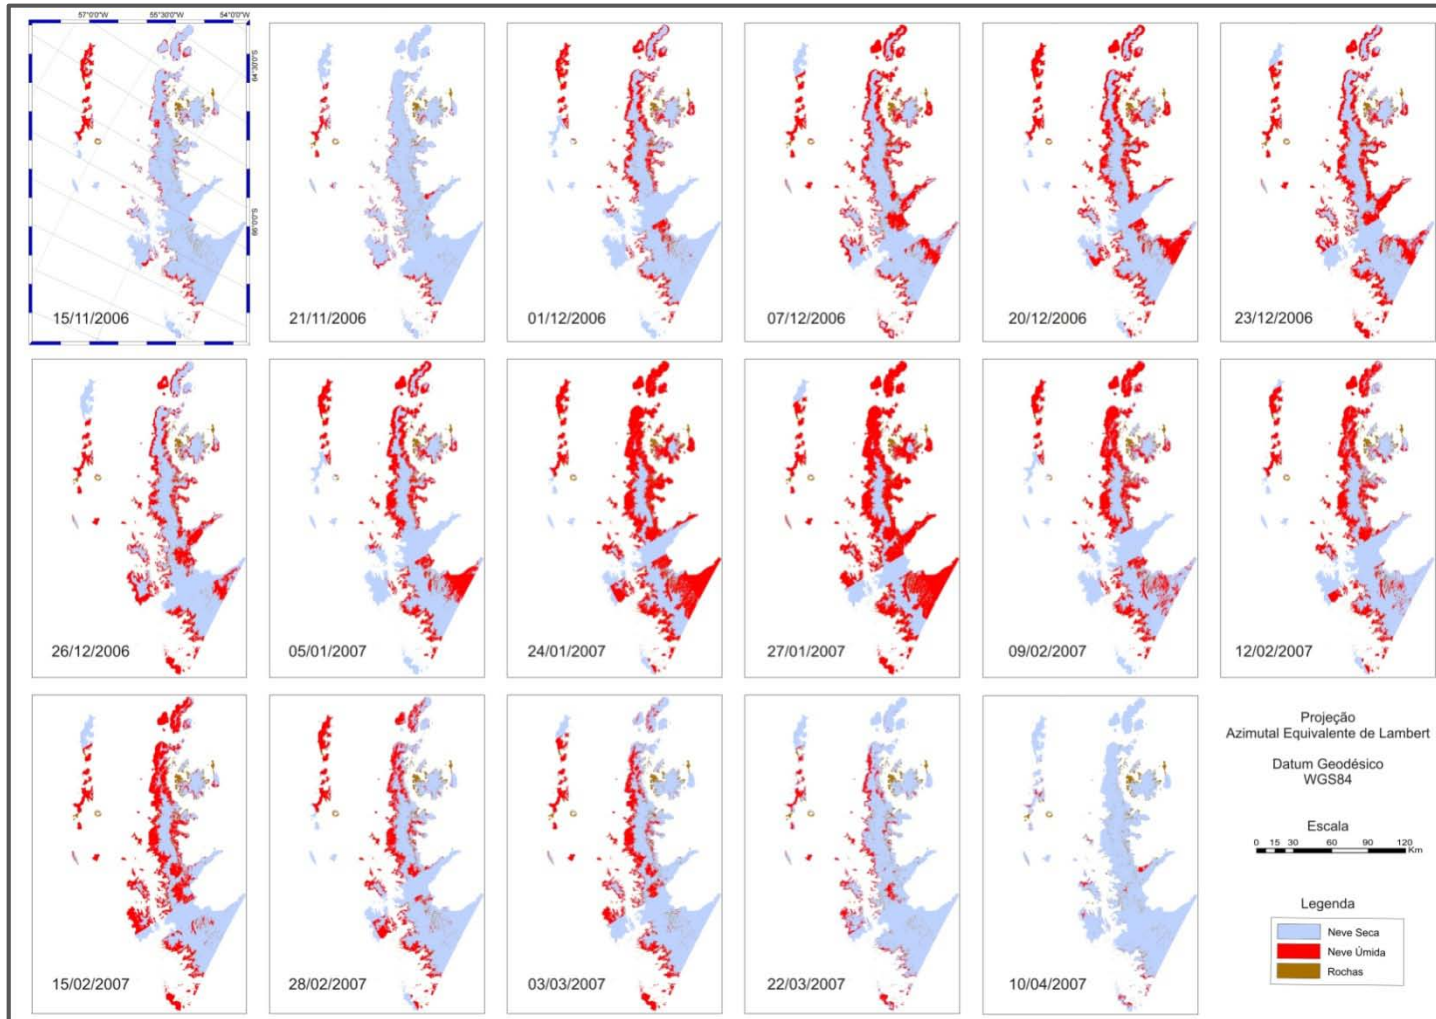 57°0'0"W 55°30'0"W 54°0'0"W
64°30'0"S
66°0'0"S
15/11/2006
21/11/2006
01/12/2006
07/12/2006
20/12/2006
23/12/2006
26/12/2006
05/01/2007
24/01/2007
27/01/2007
09/02/2007
12/02/2007
15/02/2007
28/02/2007
03/03/2007
22/03/2007
10/04/2007
Projeção
Azimutal Equivalente de Lambert
Datum Geodésico
WGS84
Escala
0 15 30 60 90 120
Km
Legenda
Neve Seca
Neve Úmida
Rochas